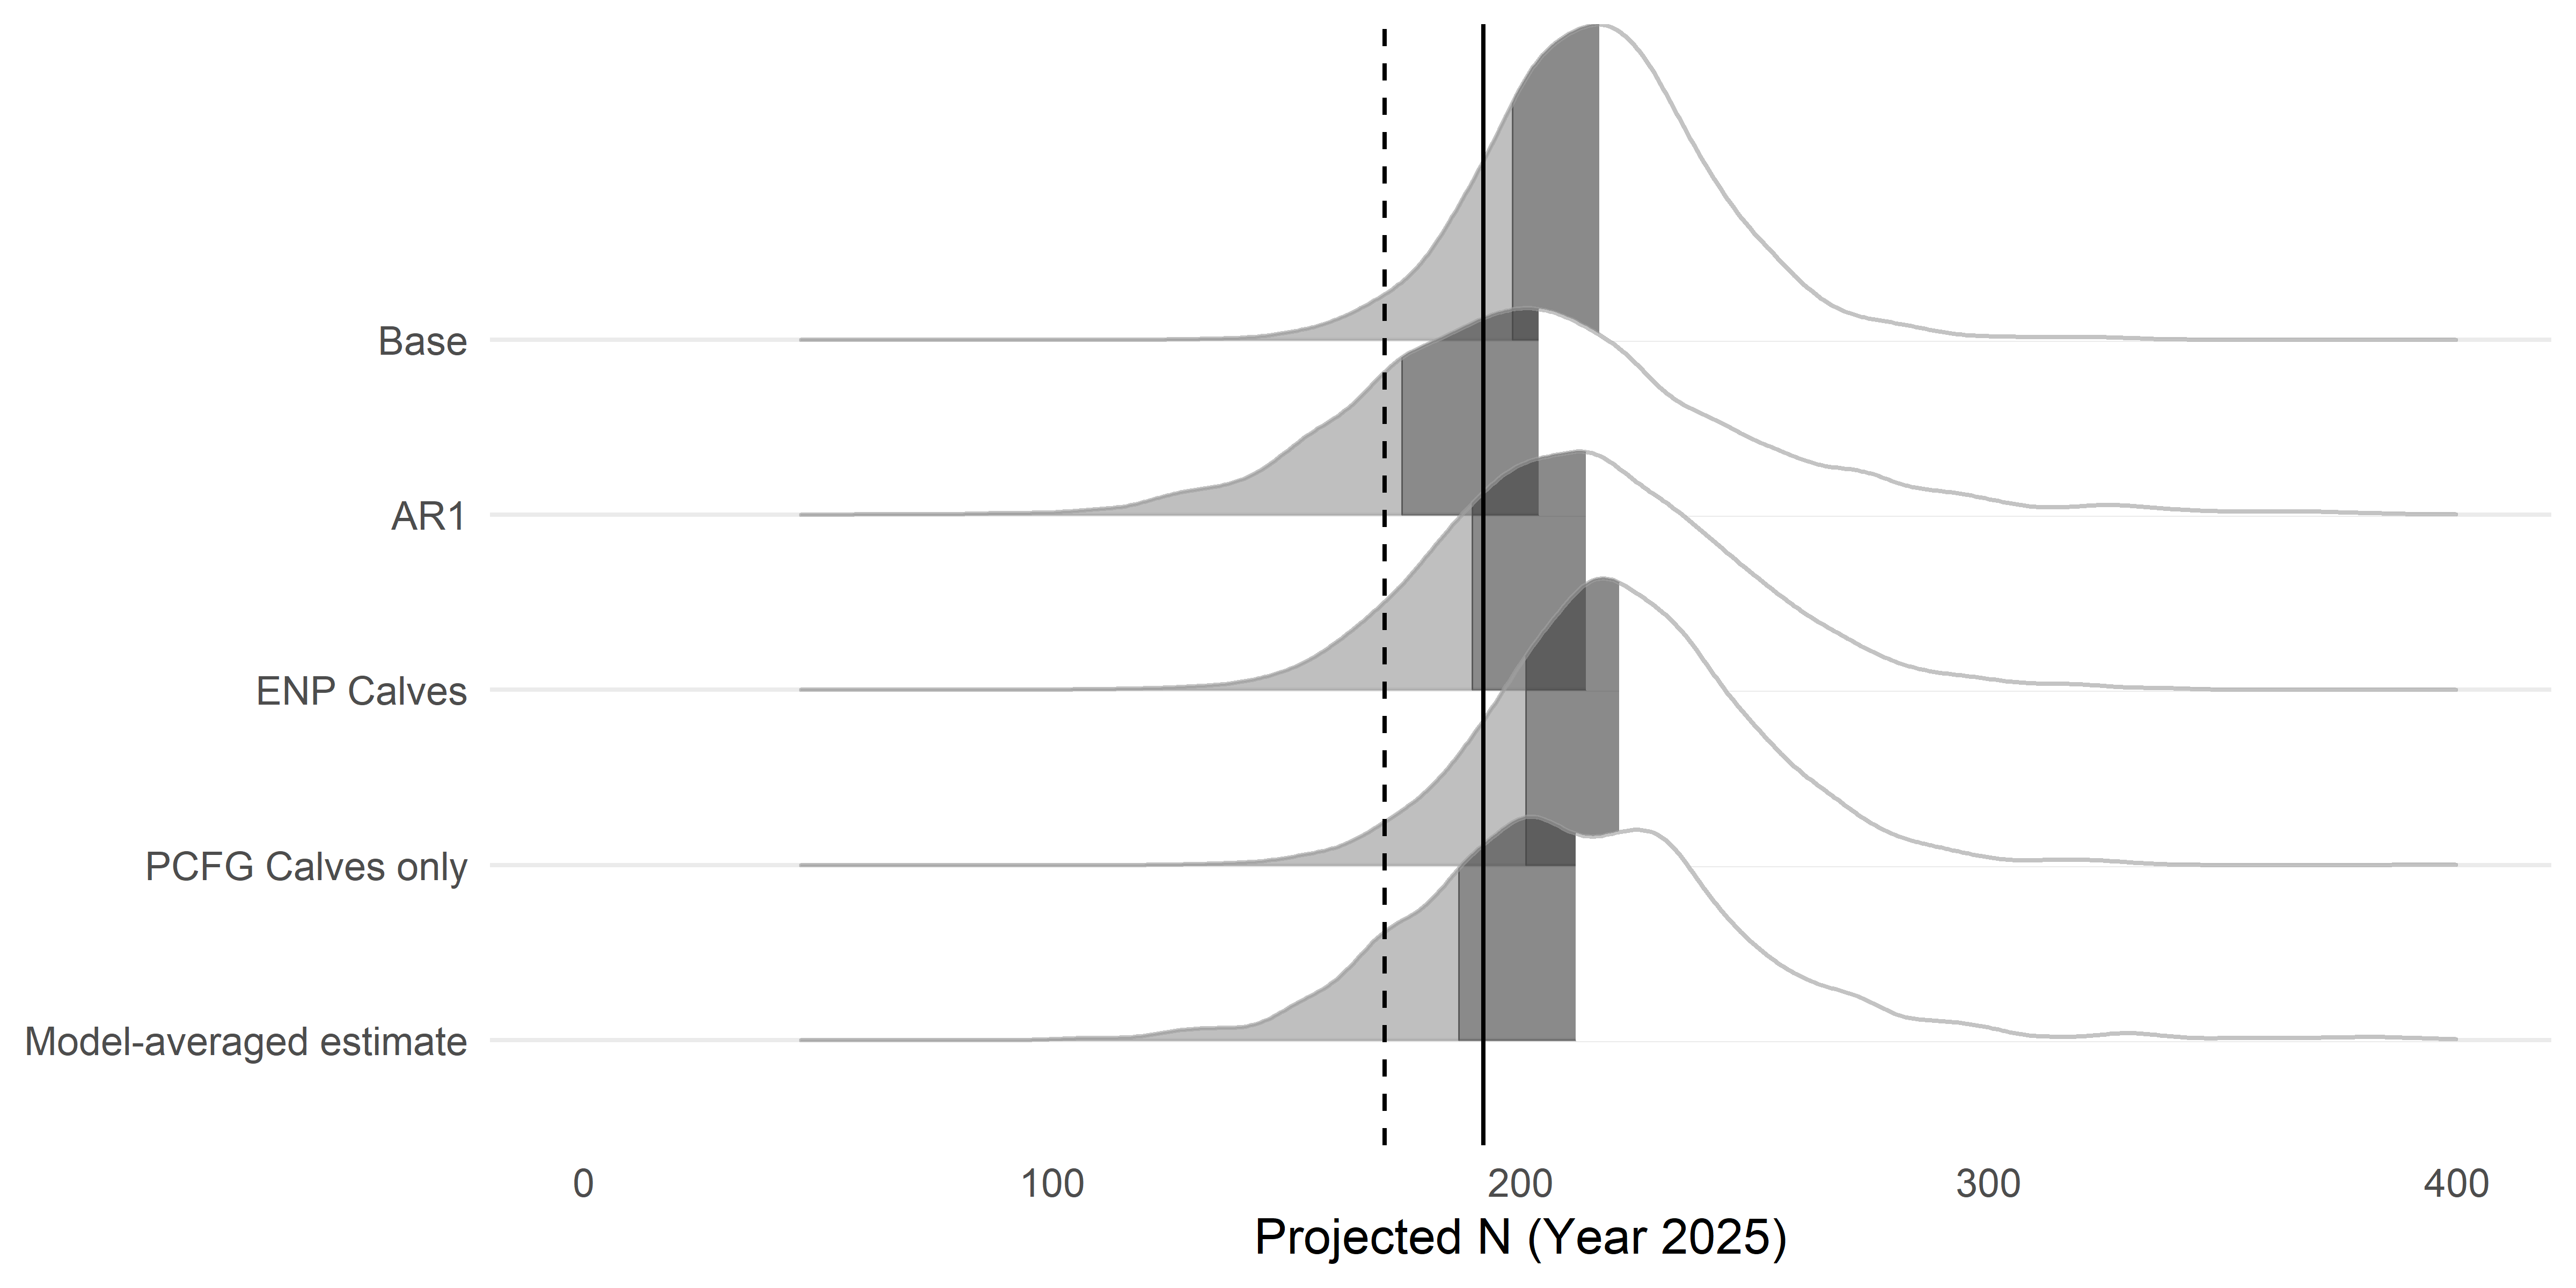 Base
AR1
ENP Calves
PCFG Calves only
Model-averaged estimate
0 100 200 300 400
Projected N (Year 2025)